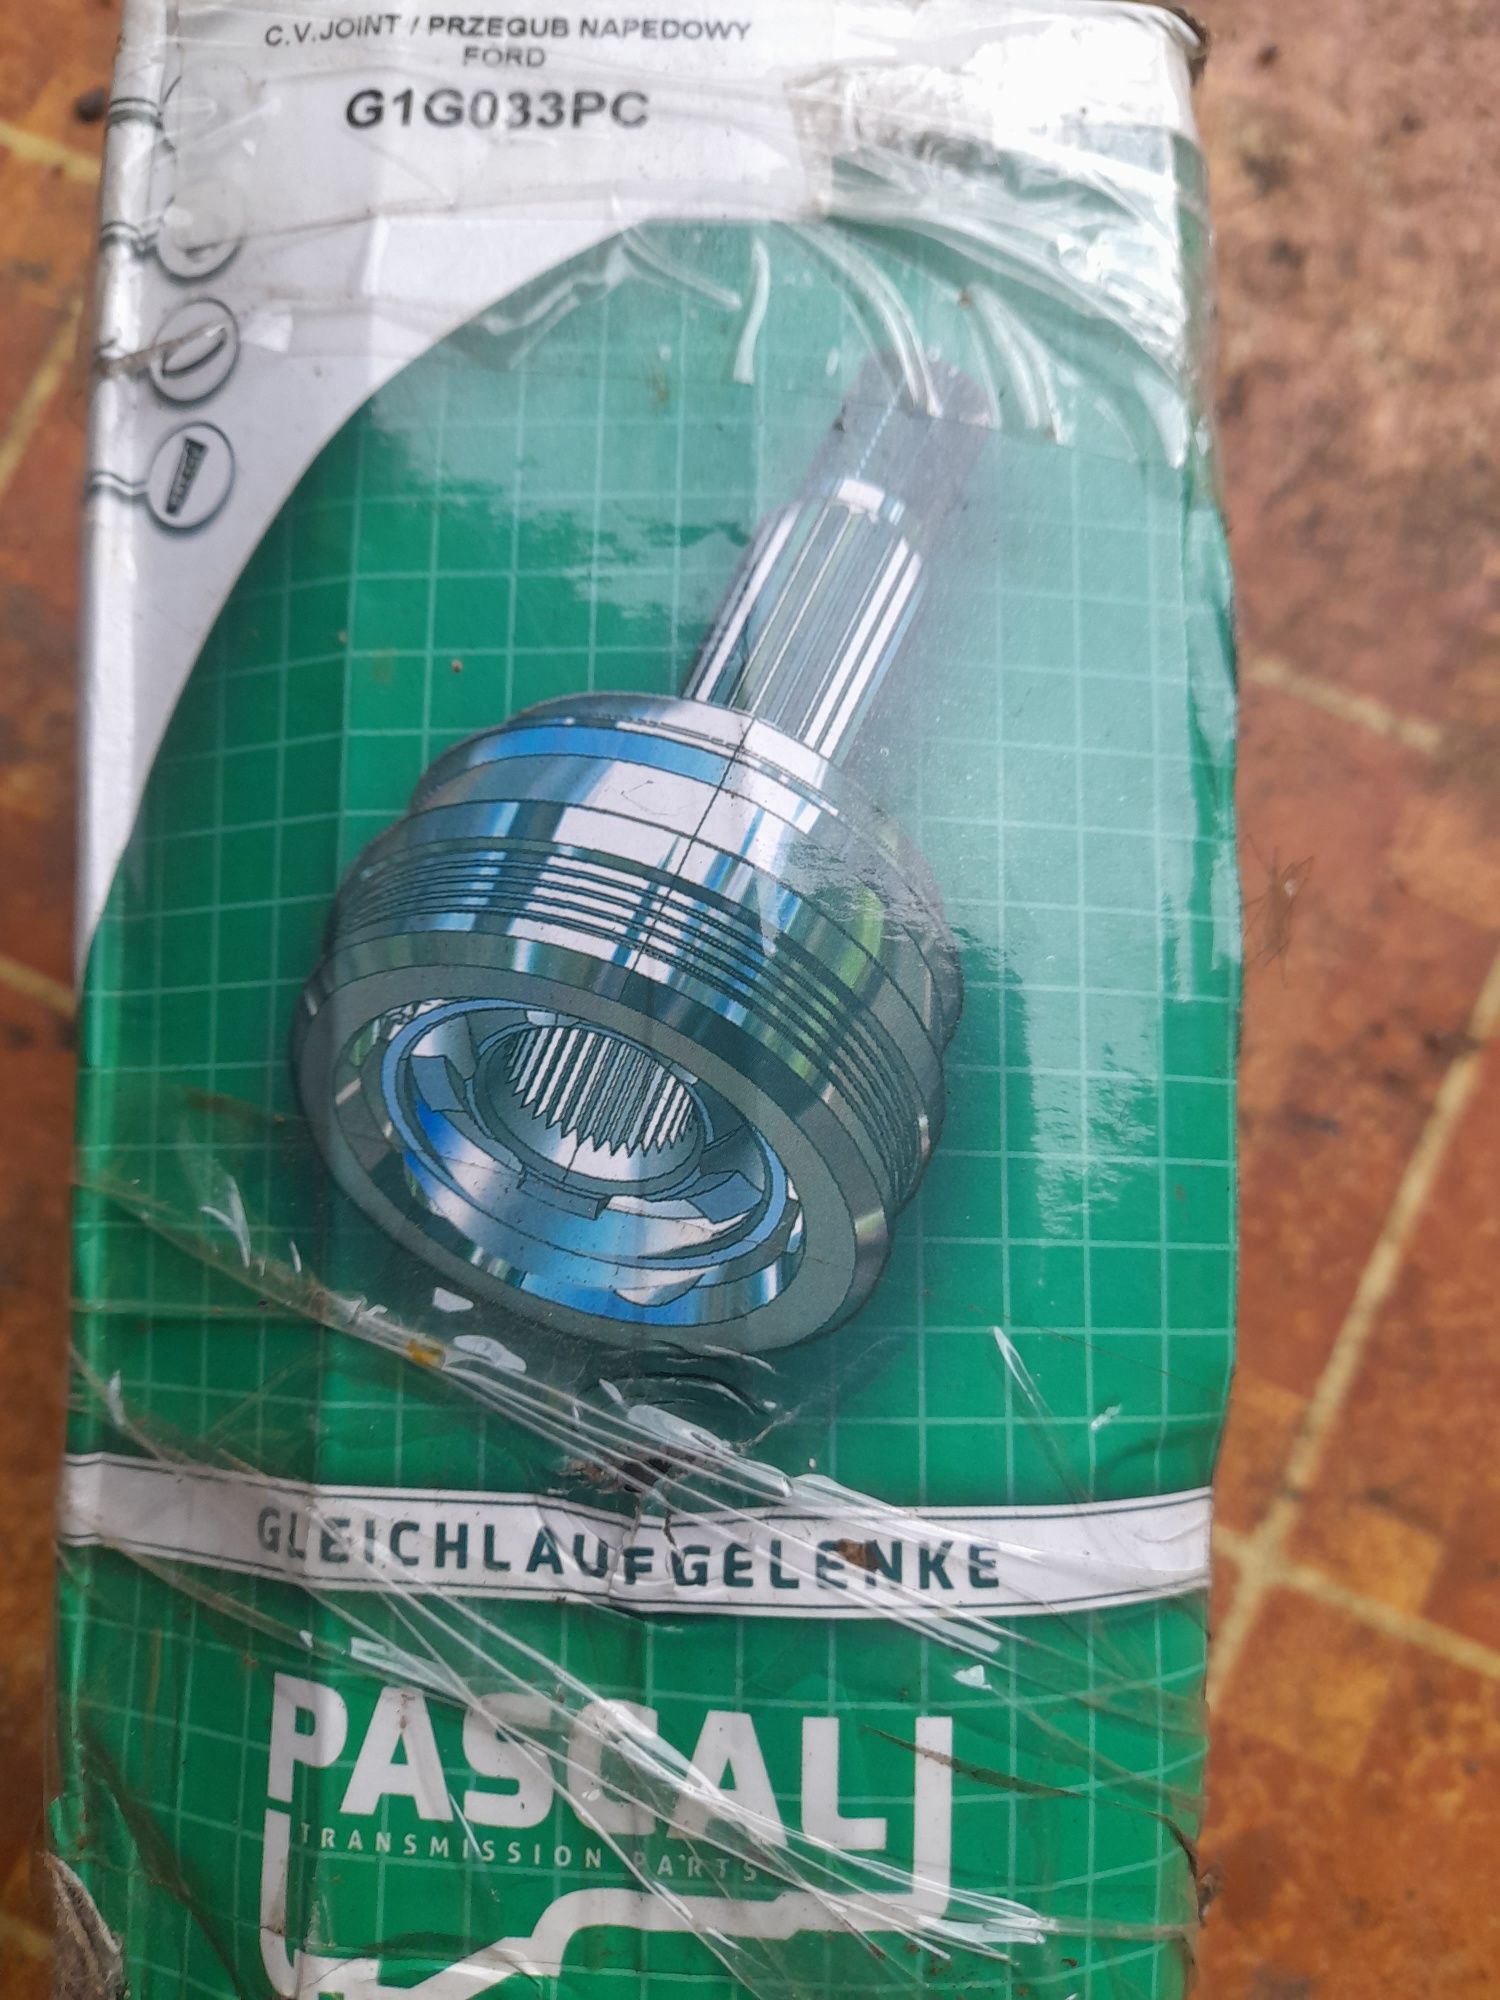 C.V.JOINT / PRZEGUB NAPEDOWY
FORD
G1G033PC
GLEICHLAUFGELENKE
PASCAL
TRANSMISSION PARTS